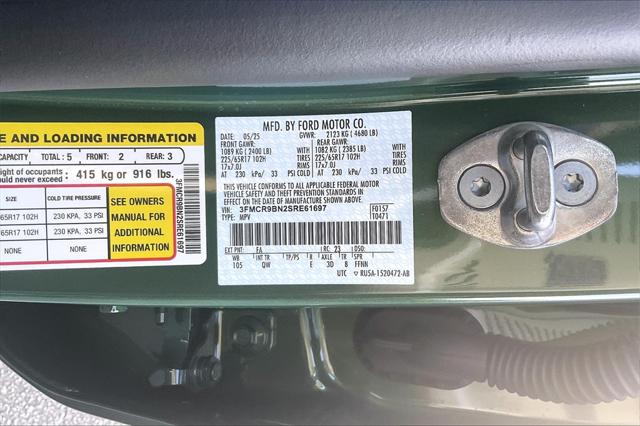 E AND LOADING INFORMATION
CAPACITY TOTAL: 5 FRONT: 2 REAR: 3
ight of occupants
ould never exceed: 415 kg or 916 lbs.
SIZE COLD TIRE PRESSURE
65R17 102H 230 KPA, 33 PSI
65R17 102H 230 KPA, 33 PSI
SEE OWNERS
MANUAL FOR
ADDITIONAL
INFORMATION
3FMCR9BN2SRE61697
MFD. BY FORD MOTOR CO.
DATE: 05/25 GVWR: 2123 KG ( 4680 LB)
FRONT GAWR: REAR GAWR:
1089 KG ( 2400 LB) WITH 1082 KG ( 2385 LB) WITH
225/65R17 102H TIRES 225/65R17 102H TIRES
17x7.0J RIMS 17x7.0J RIMS
AT 230 kPa/ 33 PSI COLD AT 230 kPa/ 33 PSI COLD
THIS VEHICLE CONFORMS TO ALL APPLICABLE FEDERAL MOTOR
VEHICLE SAFETY AND THEFT PREVENTION STANDARDS IN EFFECT
ON THE DATE OF MANUFACTURE SHOWN ABOVE.
VIN: 3FMCR9BN2SRE61697 F0157
TYPE: MPV T0471
EXT PNT: FA RC: 23 DSO:
WB INT TR TP/PS R AXLE TR SPR
105 QW E 3D 8 FFNN
UTC ▽ RU5A-1520472-AB